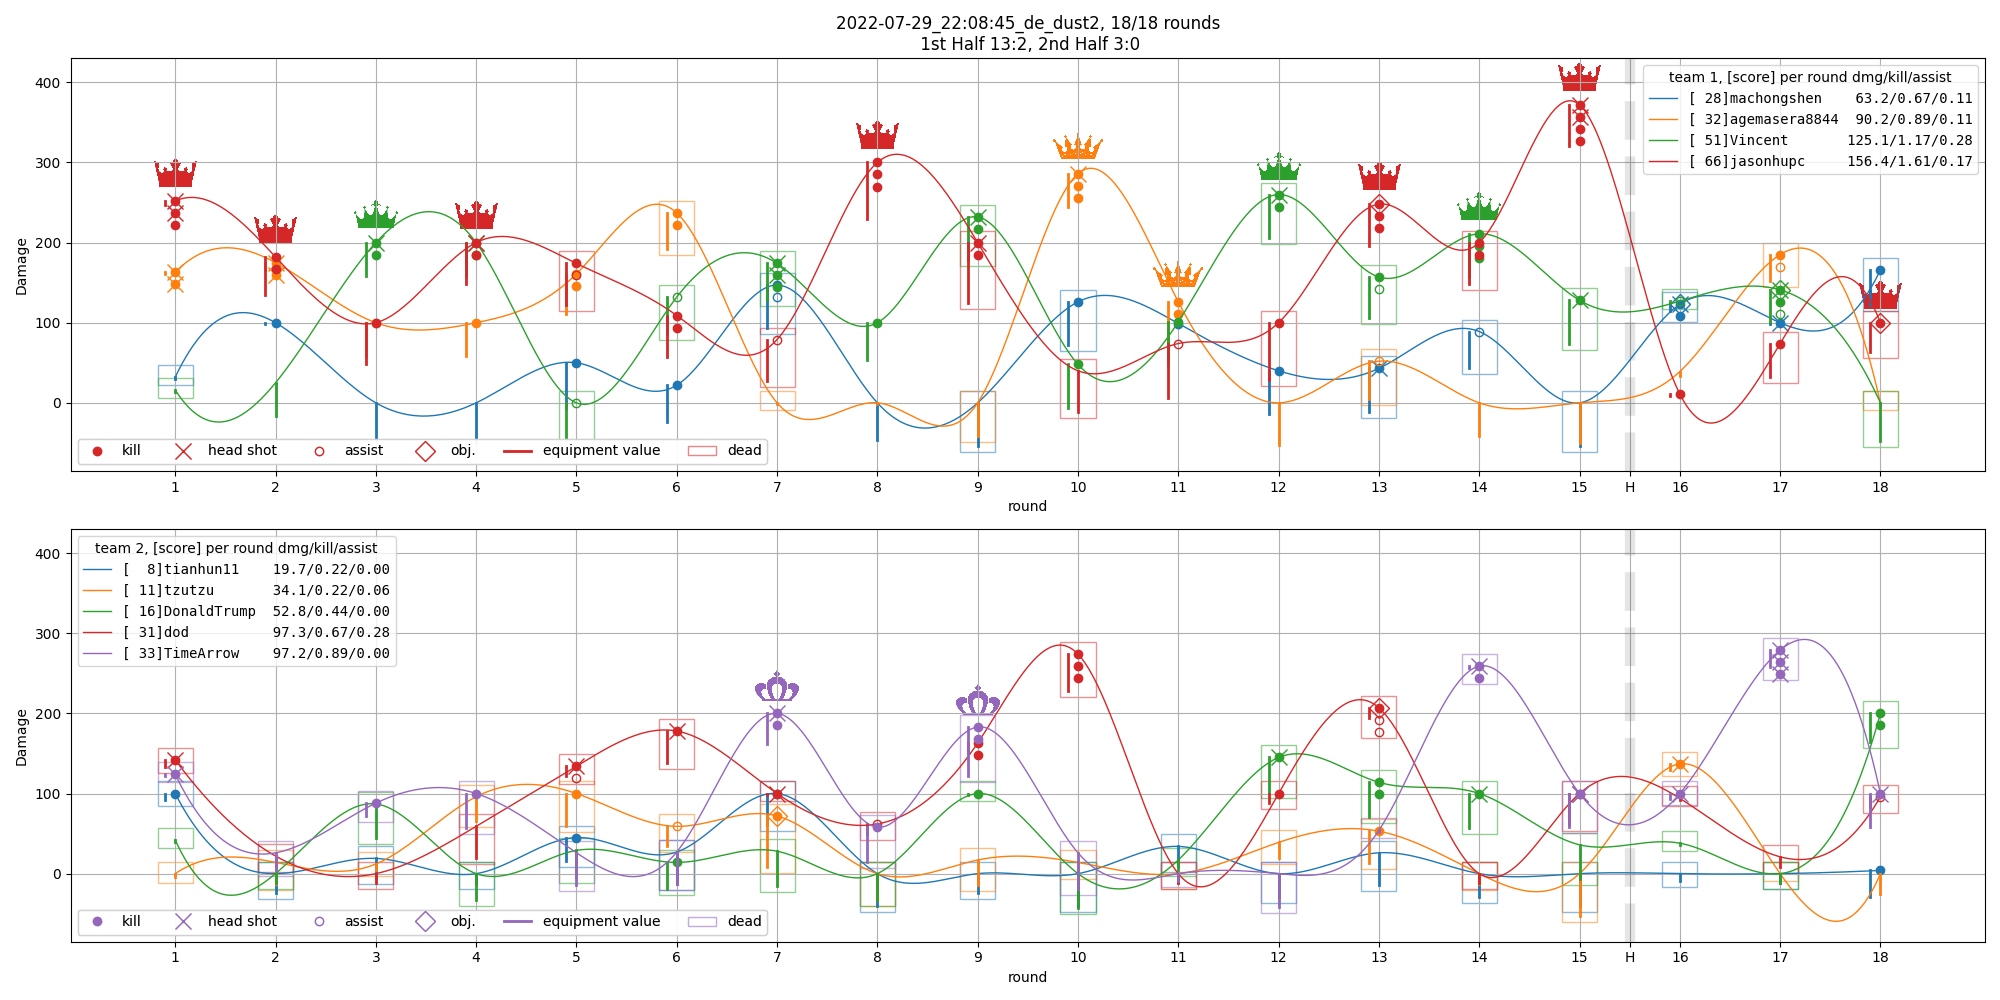 2022-07-29_22:08:45_de_dust2, 18/18 rounds
1st Half 13:2, 2nd Half 3:0
400
300
200
100
0
Damage
team 1, [score] per round dmg/kill/assist
[ 28]machongshen 63.2/0.67/0.11
[ 32]agemasera8844 90.2/0.89/0.11
[ 51]Vincent 125.1/1.17/0.28
[ 66]jasonhupc 156.4/1.61/0.17
kill head shot assist obj. equipment value dead
1 2 3 4 5 6 7 8 9 10 11 12 13 14 15 H 16 17 18
round
400
300
200
100
0
Damage
team 2, [score] per round dmg/kill/assist
[ 8]tianhun11 19.7/0.22/0.00
[ 11]tzutzu 34.1/0.22/0.06
[ 16]DonaldTrump 52.8/0.44/0.00
[ 31]dod 97.3/0.67/0.28
[ 33]TimeArrow 97.2/0.89/0.00
kill head shot assist obj. equipment value dead
1 2 3 4 5 6 7 8 9 10 11 12 13 14 15 H 16 17 18
round